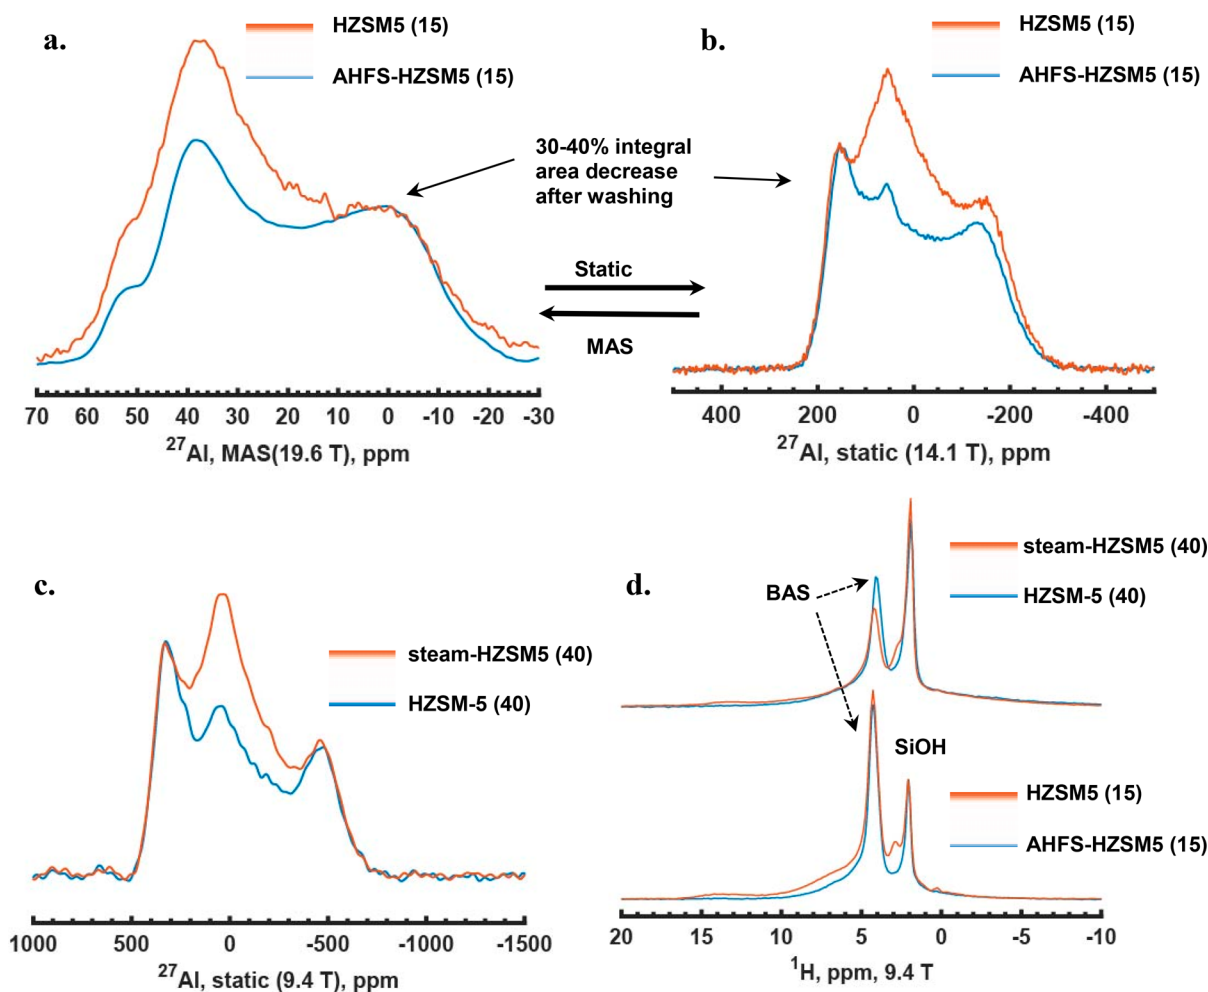 a.
HZSM5 (15)
AHFS-HZSM5 (15)
70 60 50 40 30 20 10 0 -10 -20 -30
27Al, MAS(19.6 T), ppm
30-40% integral
area decrease
after washing
Static
MAS
b.
HZSM5 (15)
AHFS-HZSM5 (15)
400 200 0 -200 -400
27Al, static (14.1 T), ppm
c.
steam-HZSM5 (40)
HZSM-5 (40)
1000 500 0 -500 -1000 -1500
27Al, static (9.4 T), ppm
d.
steam-HZSM5 (40)
HZSM-5 (40)
BAS
SiOH
HZSM5 (15)
AHFS-HZSM5 (15)
20 15 10 5 0 -5 -10
1H, ppm, 9.4 T